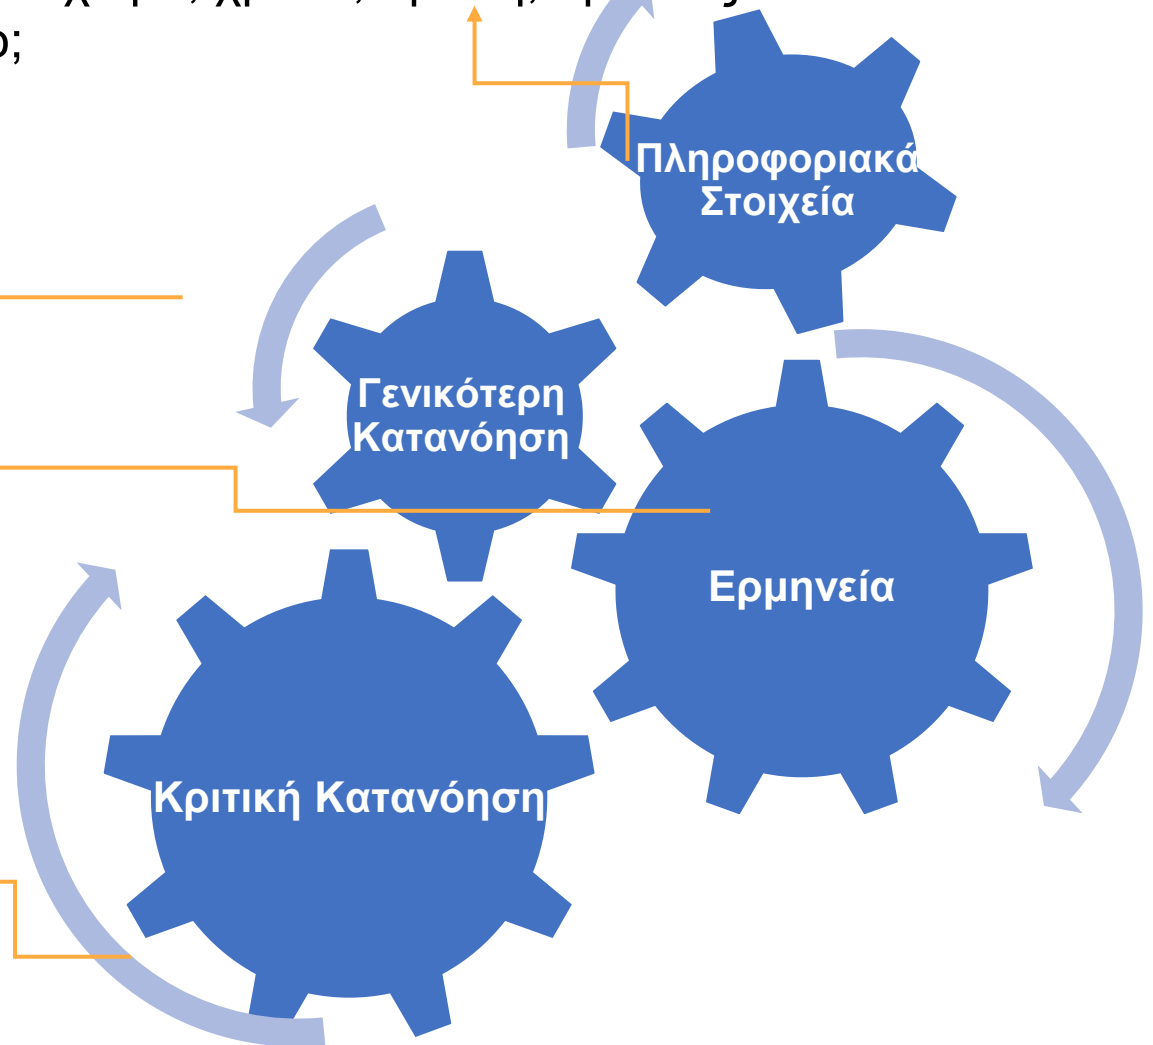 Πληροφοριακά
Στοιχεία
Γενικότερη
Κατανόηση
Ερμηνεία
Κριτική Κατανόηση